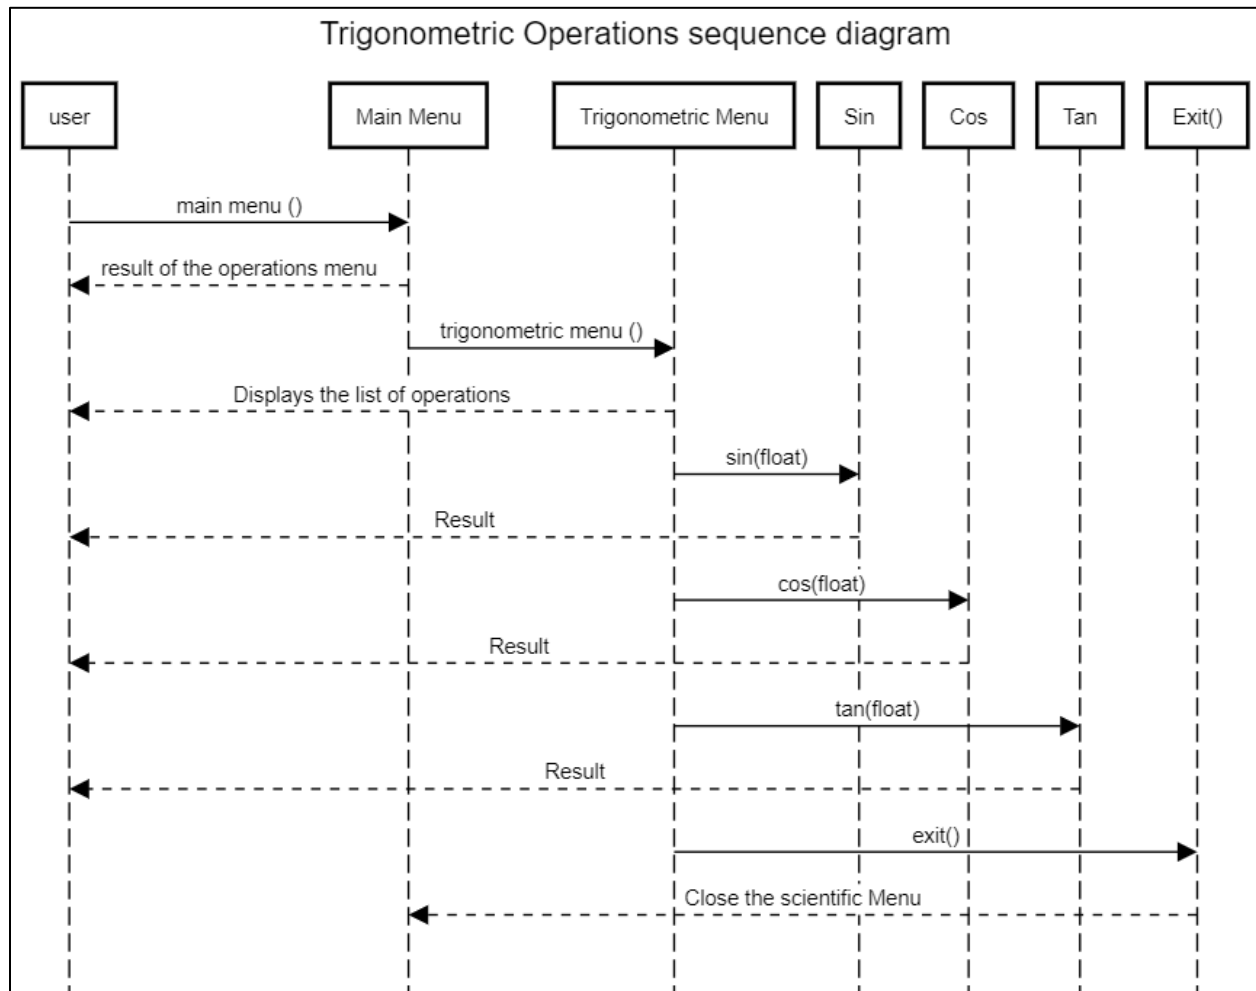 Trigonometric Operations sequence diagram
user
Main Menu
Trigonometric Menu
Sin
Cos
Tan
Exit()
main menu ()
result of the operations menu
trigonometric menu ()
Displays the list of operations
sin(float)
Result
cos(float)
Result
tan(float)
Result
exit()
Close the scientific Menu